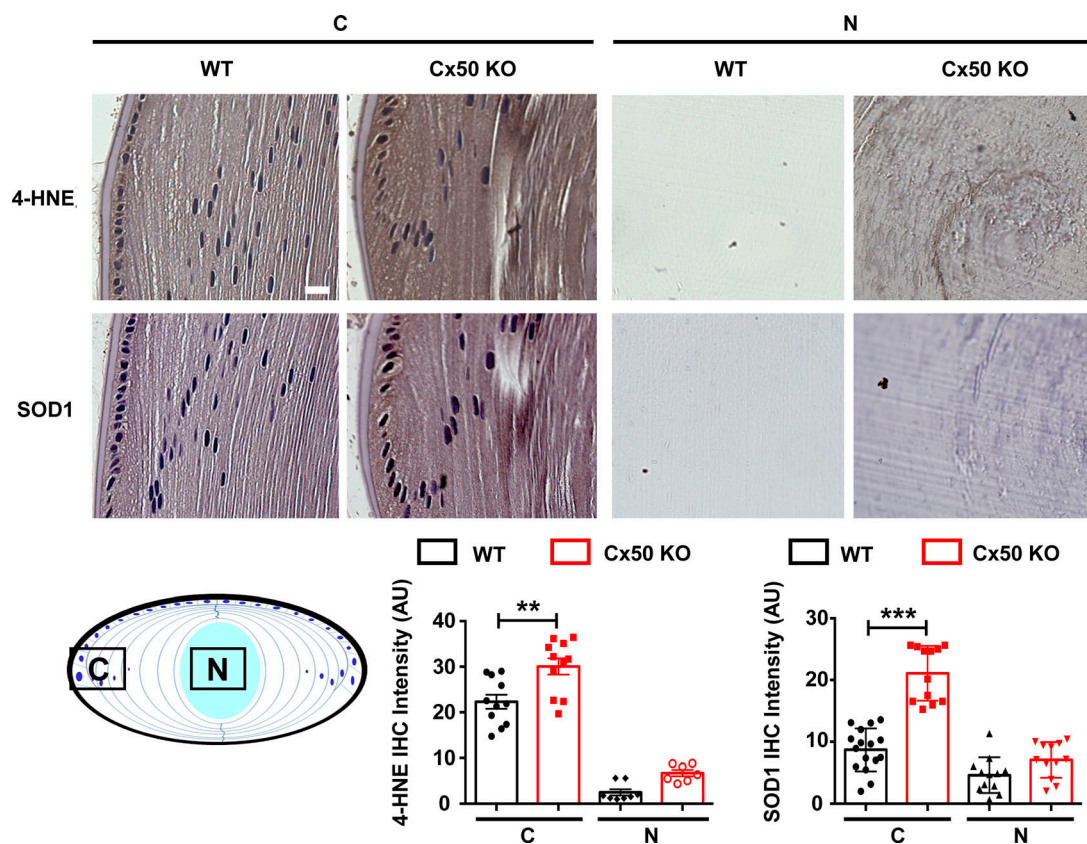 C N
WT Cx50 KO WT Cx50 KO
4-HNE
SOD1
WT Cx50 KO
WT Cx50 KO
C N
4-HNE IHC Intensity (AU)
40
30
20
10
0
**
C N
SOD1 IHC Intensity (AU)
30
20
10
0
***
C N